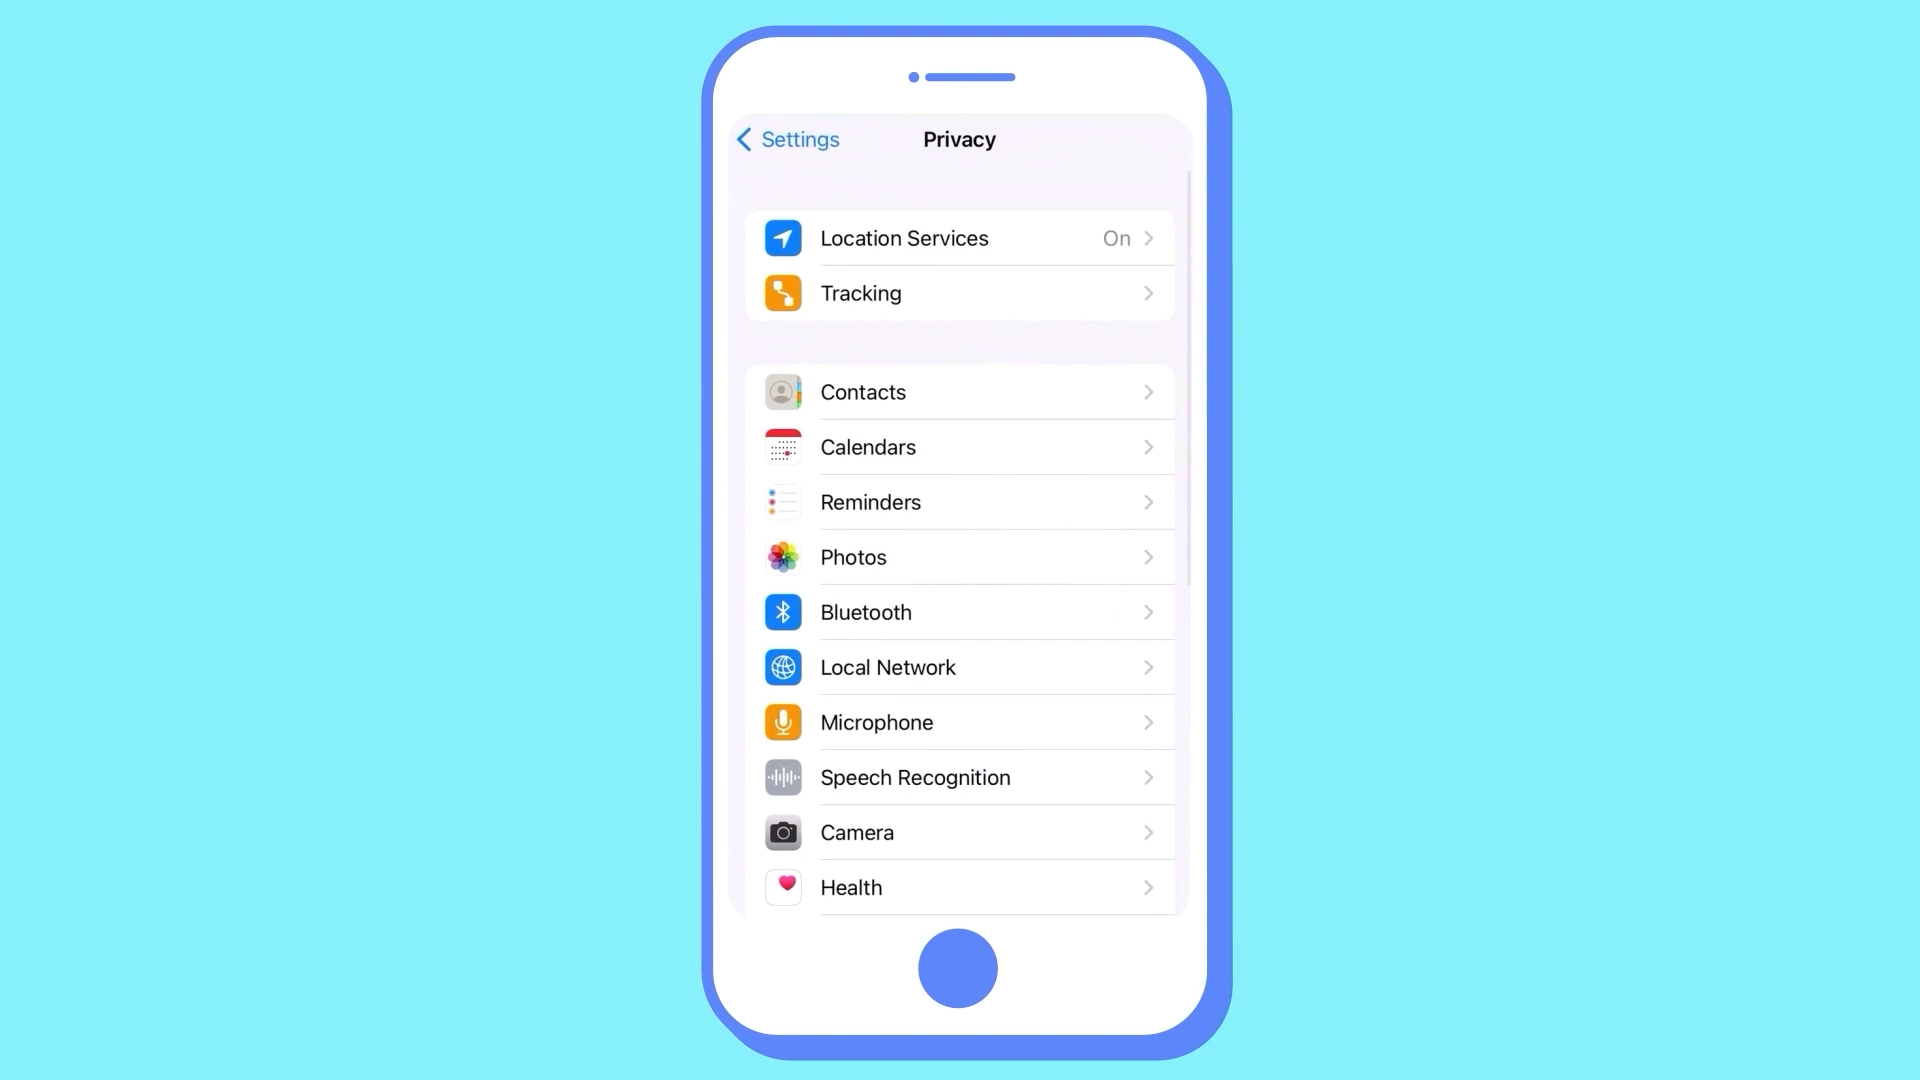 Settings
Privacy
Location Services On
Tracking
Contacts
Calendars
Reminders
Photos
Bluetooth
Local Network
Microphone
Speech Recognition
Camera
Health